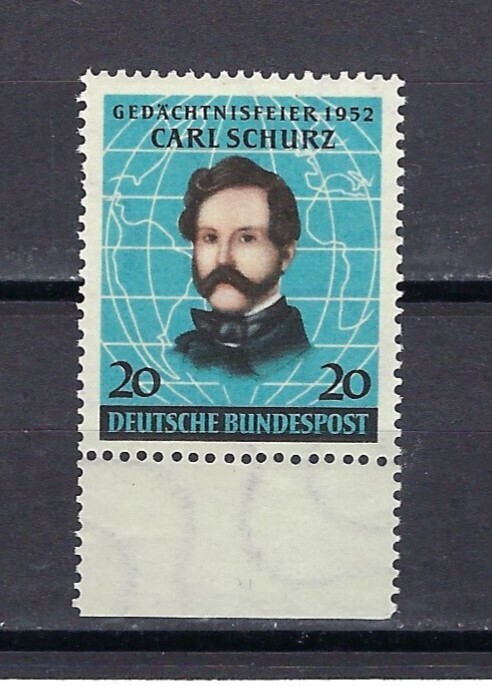 GEDÄCHTNISFEIER 1952
CARL SCHURZ
20 20
DEUTSCHE BUNDESPOST